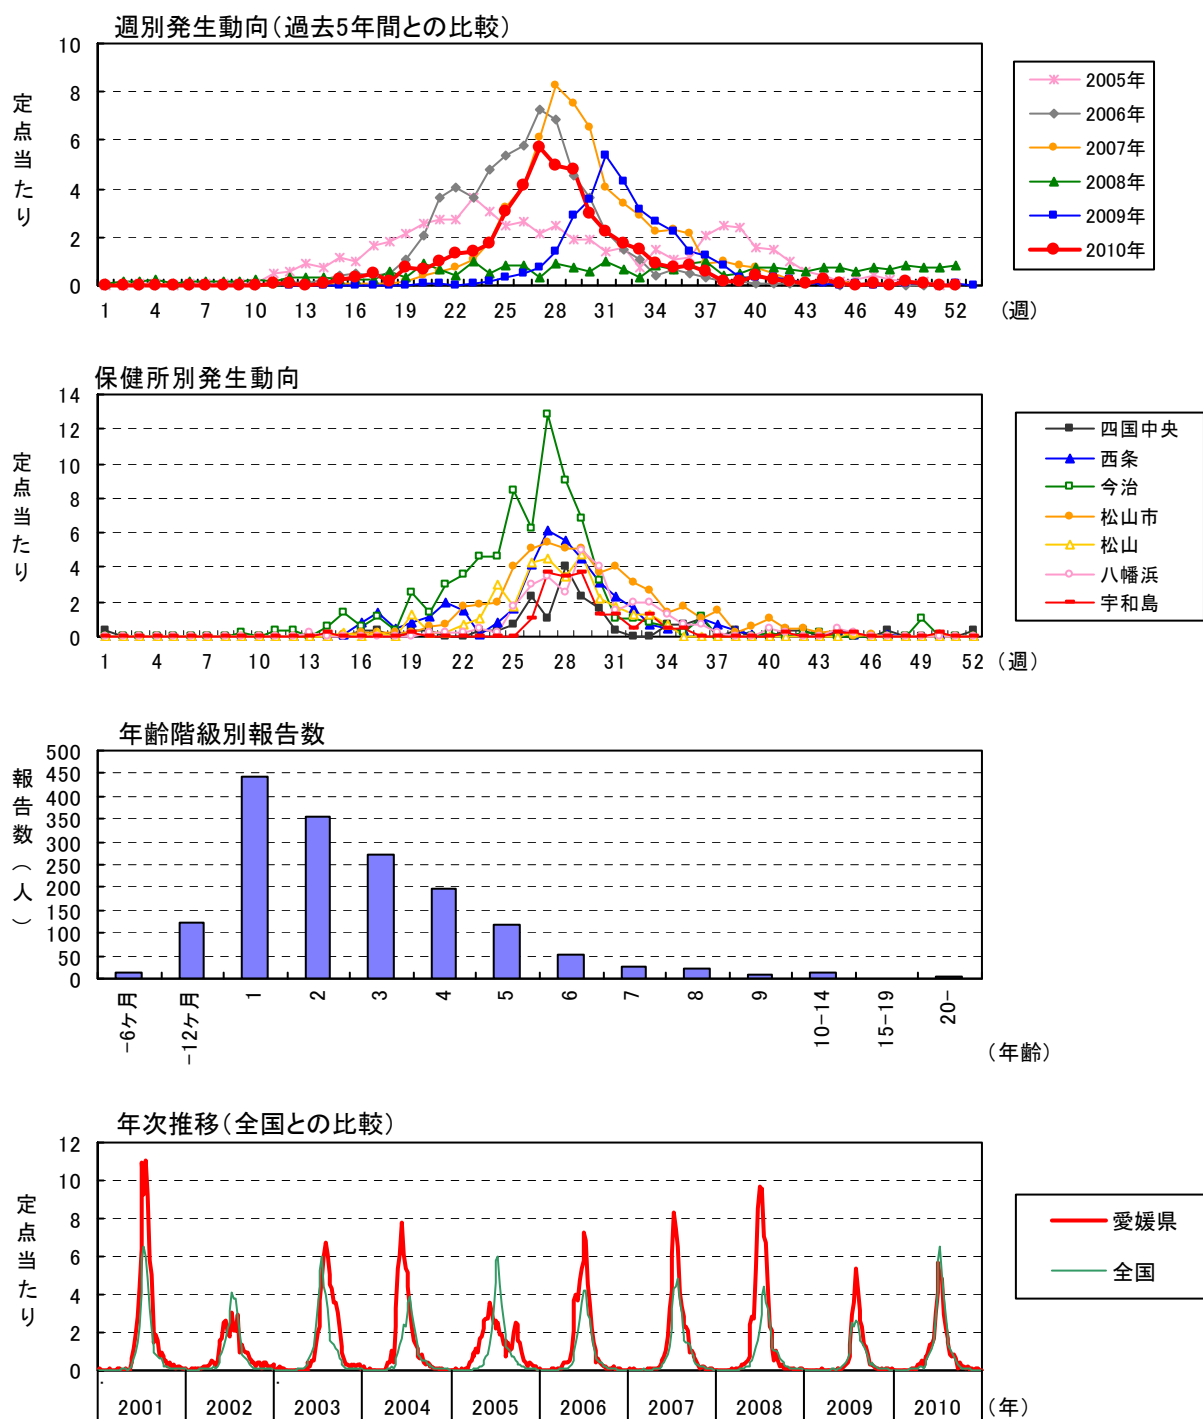 週別発生動向（過去5年間との比較）
定点当たり
10
8
6
4
2
0
1 4 7 10 13 16 19 22 25 28 31 34 37 40 43 46 49 52 （週）
2005年
2006年
2007年
2008年
2009年
2010年
保健所別発生動向
定点当たり
14
12
10
8
6
4
2
0
1 4 7 10 13 16 19 22 25 28 31 34 37 40 43 46 49 52 （週）
四国中央
西条
今治
松山市
松山
八幡浜
宇和島
年齢階級別報告数
報告数（人）
500
450
400
350
300
250
200
150
100
50
0
-6ヶ月 -12ヶ月 1 2 3 4 5 6 7 8 9 10-14 15-19 20-
（年齢）
年次推移（全国との比較）
定点当たり
12
10
8
6
4
2
0
2001 2002 2003 2004 2005 2006 2007 2008 2009 2010 （年）
愛媛県
全国